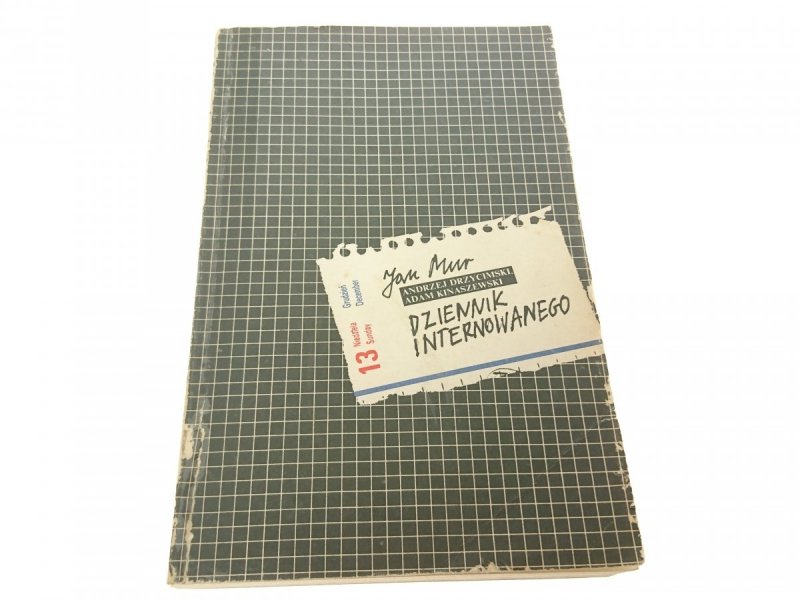 Jan Mur
ANDRZEJ DRZYCIMSKI,
ADAM KINASZEWSKI
DZIENNIK
INTERNOWANEGO
13
Niedziela
Sunday
Grudzień
December